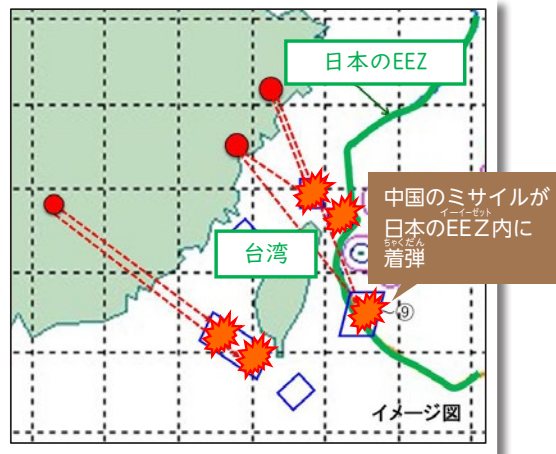 日本のEEZ
中国のミサイルが
イーイーゼット
日本のEEZ内に
ちゃくだん
着弾
台湾
~⑨
イメージ図